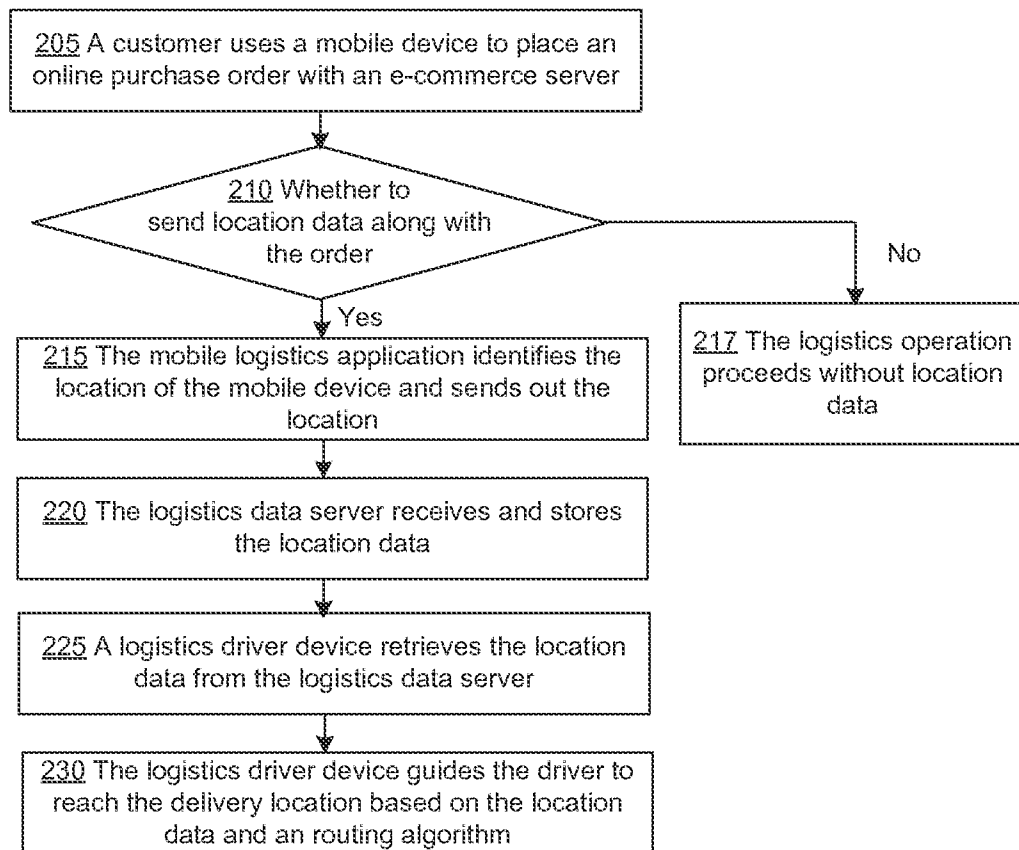 205 A customer uses a mobile device to place an
online purchase order with an e-commerce server
210 Whether to
send location data along with
the order
No
Yes
215 The mobile logistics application identifies the
location of the mobile device and sends out the
location
217 The logistics operation
proceeds without location
data
220 The logistics data server receives and stores
the location data
225 A logistics driver device retrieves the location
data from the logistics data server
230 The logistics driver device guides the driver to
reach the delivery location based on the location
data and an routing algorithm